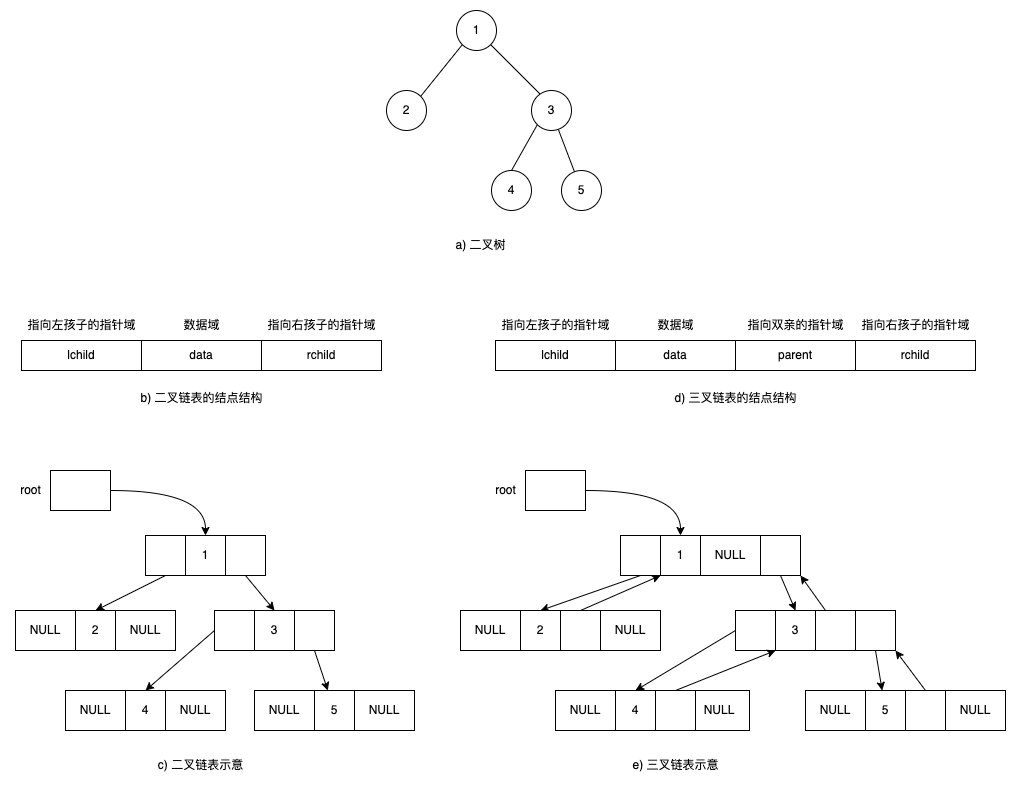 1
2
3
4
5
a) 二叉树
指向左孩子的指针域 数据域 指向右孩子的指针域
lchild data rchild
b) 二叉链表的结点结构
指向左孩子的指针域 数据域 指向双亲的指针域 指向右孩子的指针域
lchild data parent rchild
d) 三叉链表的结点结构
root
1
NULL 2 NULL
3
NULL 4 NULL
NULL 5 NULL
c) 二叉链表示意
root
1 NULL
NULL 2 NULL
3
NULL 4 NULL
NULL 5 NULL
e) 三叉链表示意